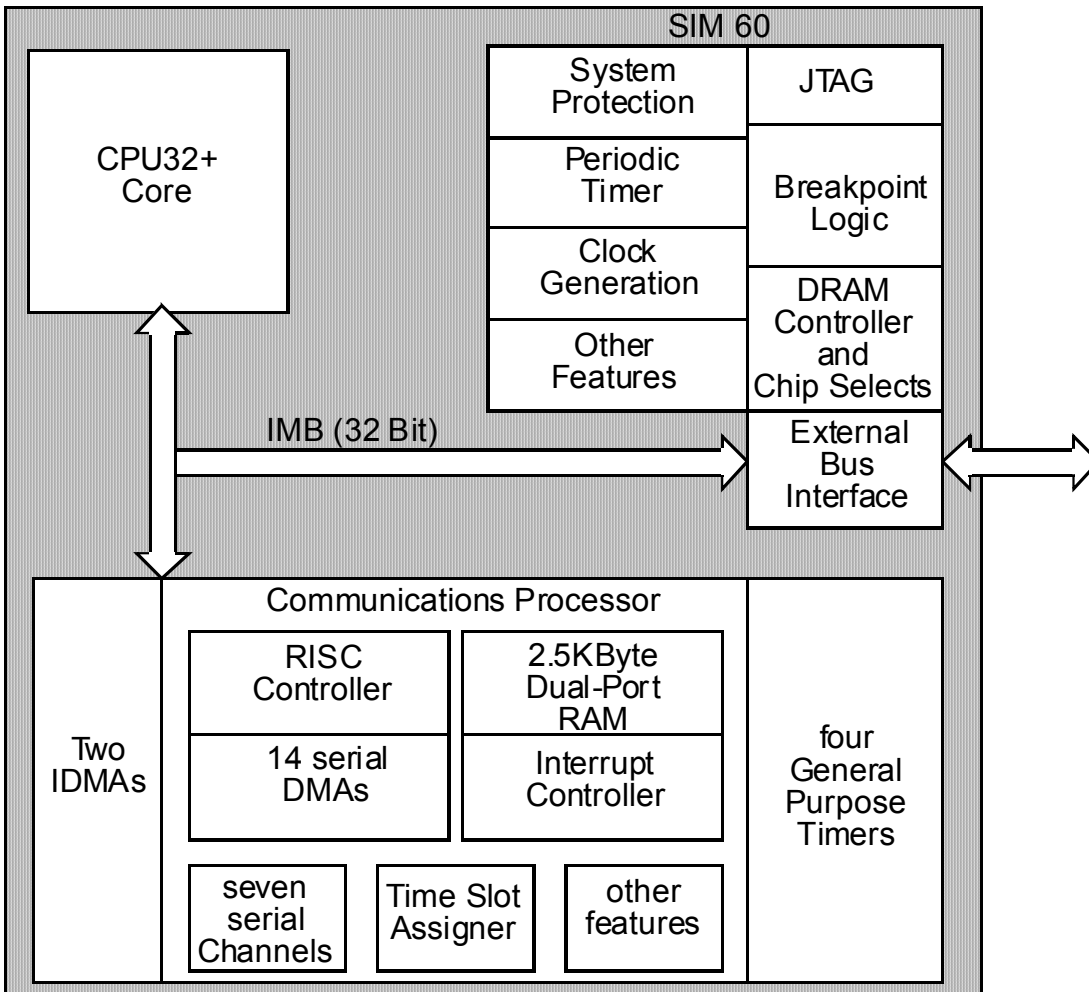 SIM 60
CPU32+
Core
System
Protection
JTAG
Periodic
Timer
Breakpoint
Logic
Clock
Generation
DRAM
Controller
and
Chip Selects
Other
Features
IMB (32 Bit)
External
Bus
Interface
Communications Processor
Two
IDMAs
RISC
Controller
2.5KByte
Dual-Port
RAM
14 serial
DMAs
Interrupt
Controller
four
General
Purpose
Timers
seven
serial
Channels
Time Slot
Assigner
other
features